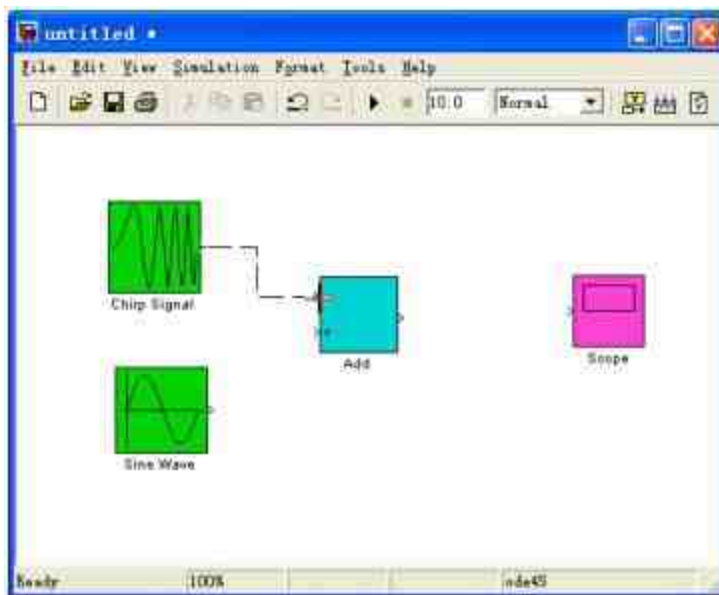 untitled *
File Edit View Simulation Format Tools Help
10.0 Normal
Chirp Signal
Add
Scope
Sine Wave
Ready 100% ode45